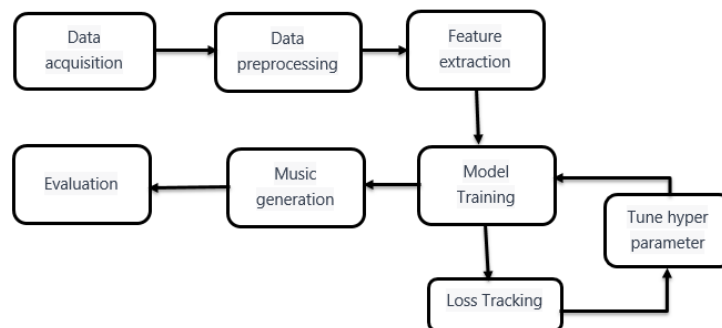 Data
acquisition
Data
preprocessing
Feature
extraction
Evaluation
Music
generation
Model
Training
Tune hyper
parameter
Loss Tracking